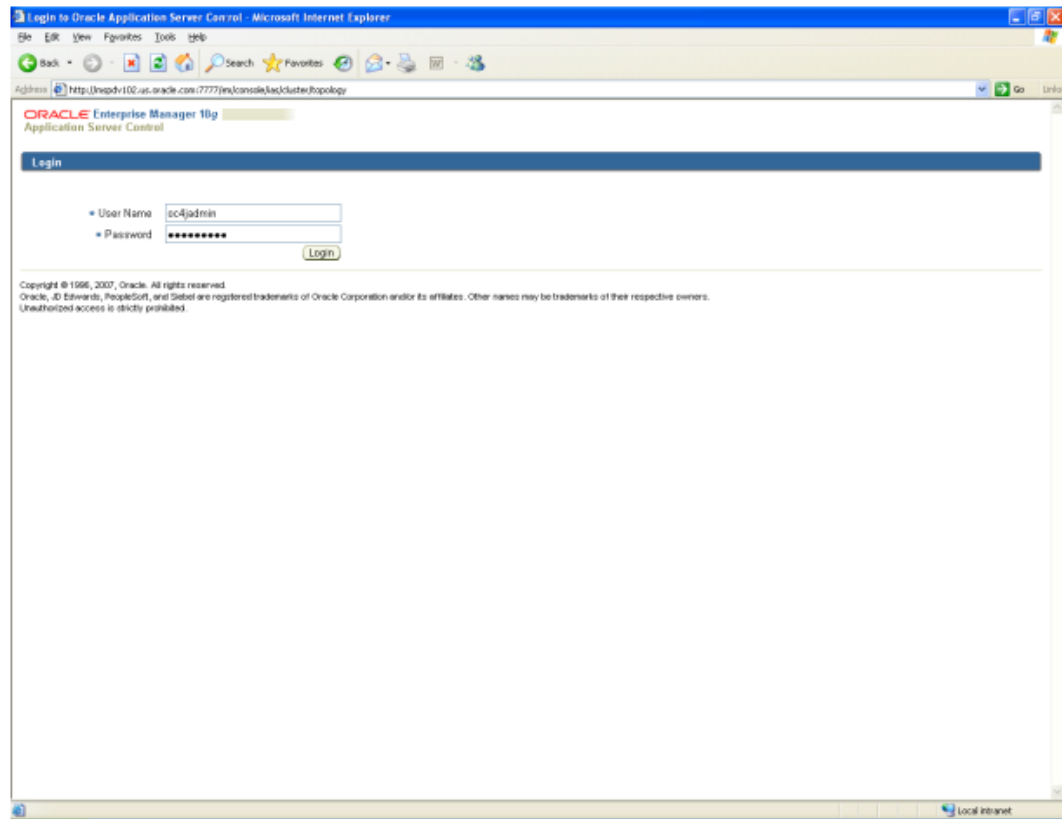 Login to Oracle Application Server Control - Microsoft Internet Explorer
File Edit View Favorites Tools Help
Back Search Favorites
Address http://mspdv102.us.oracle.com:7777/em/console/ias/cluster/topology Go Links
ORACLE Enterprise Manager 10g
Application Server Control
Login
* User Name oc4jadmin
* Password •••••••••
Login
Copyright © 1996, 2007, Oracle. All rights reserved.
Oracle, JD Edwards, PeopleSoft, and Siebel are registered trademarks of Oracle Corporation and/or its affiliates. Other names may be trademarks of their respective owners.
Unauthorized access is strictly prohibited.
Local intranet